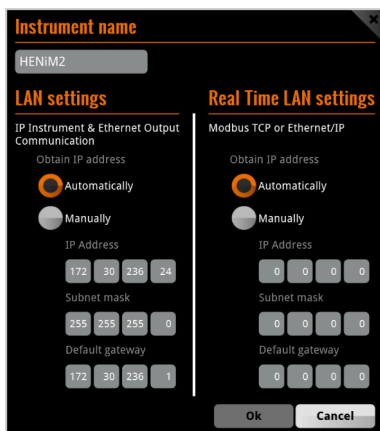 Instrument name
HENiM2
LAN settings
IP Instrument & Ethernet Output
Communication
Obtain IP address
Automatically
Manually
IP Address
172 30 236 24
Subnet mask
255 255 255 0
Default gateway
172 30 236 1
Real Time LAN settings
Modbus TCP or Ethernet/IP
Obtain IP address
Automatically
Manually
IP Address
0 0 0 0
Subnet mask
0 0 0 0
Default gateway
0 0 0 0
Ok Cancel